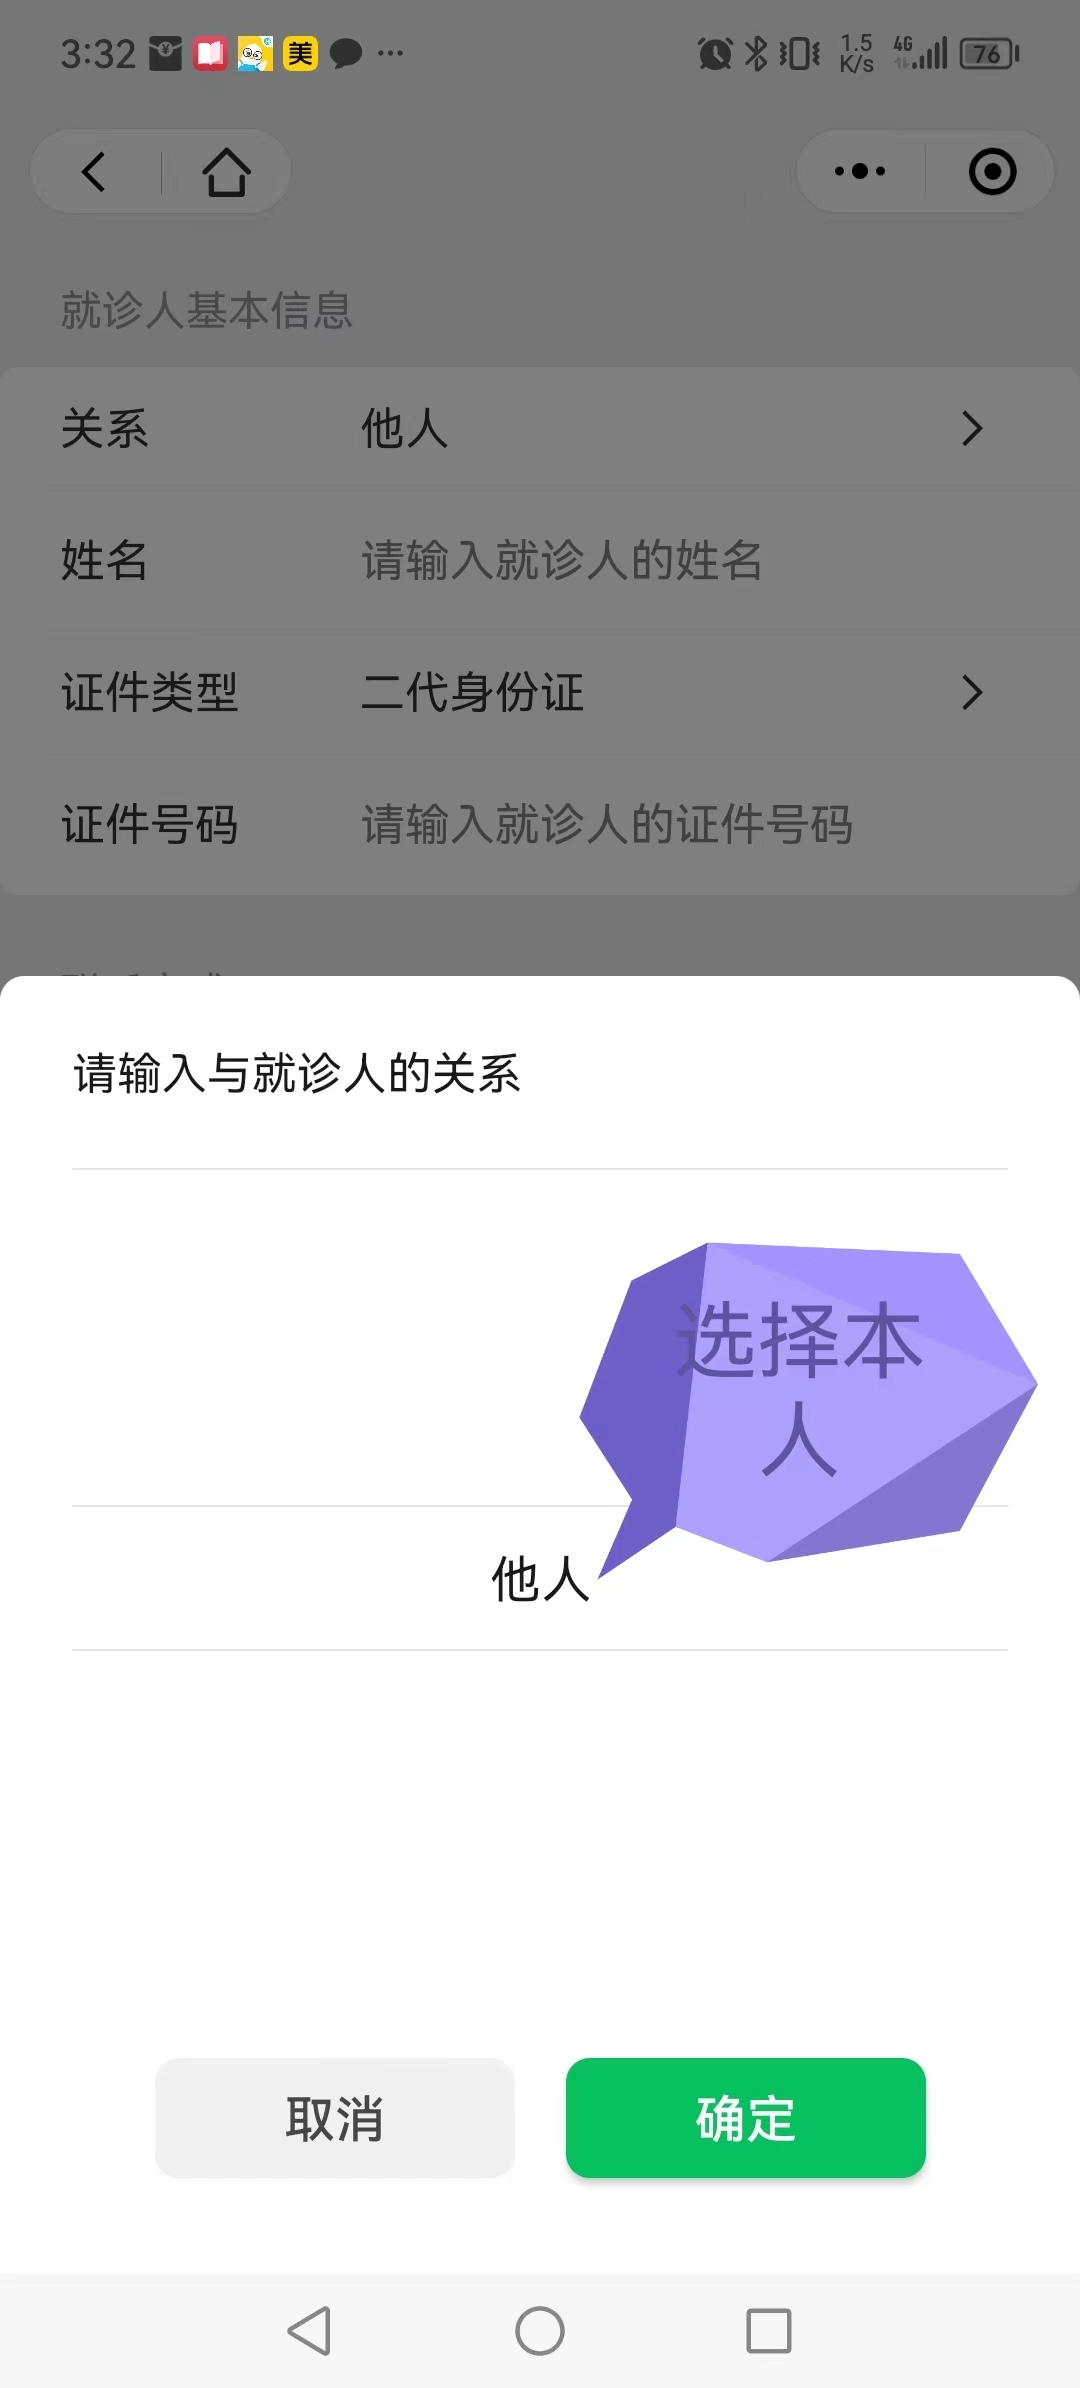 3:32 美 ··· 1.5 K/s 4G 76
就诊人基本信息
关系 他人
姓名 请输入就诊人的姓名
证件类型 二代身份证
证件号码 请输入就诊人的证件号码
请输入与就诊人的关系
选择本
人
他人
取消 确定